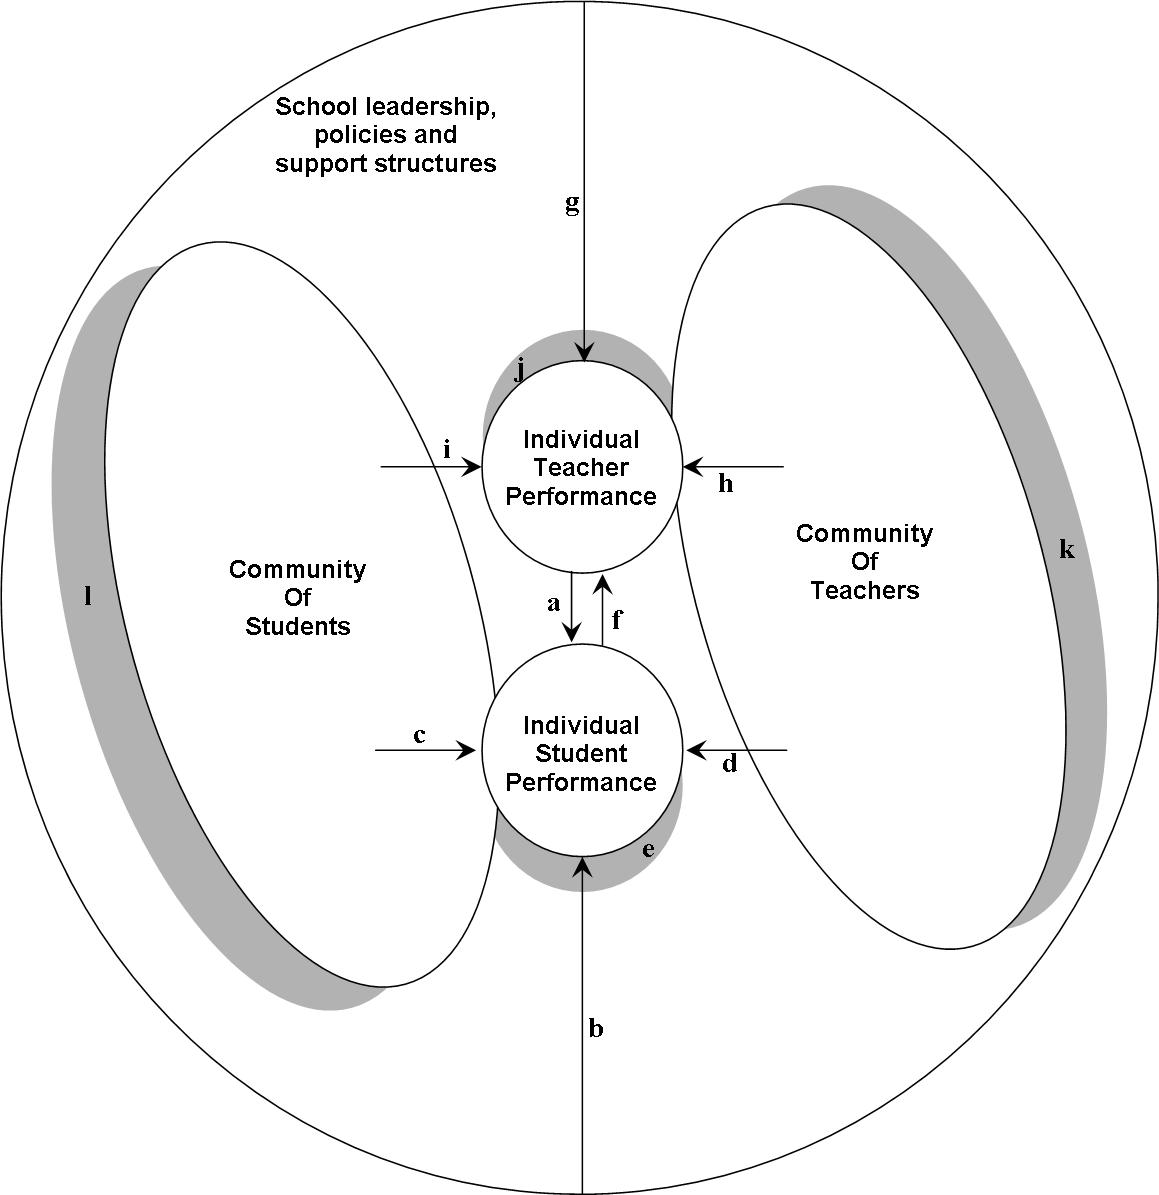 School leadership,
policies and
support structures
g
j
Individual
Teacher
Performance
i
h
Community
Of
Teachers
k
Community
Of
Students
l
a
f
Individual
Student
Performance
c
d
e
b